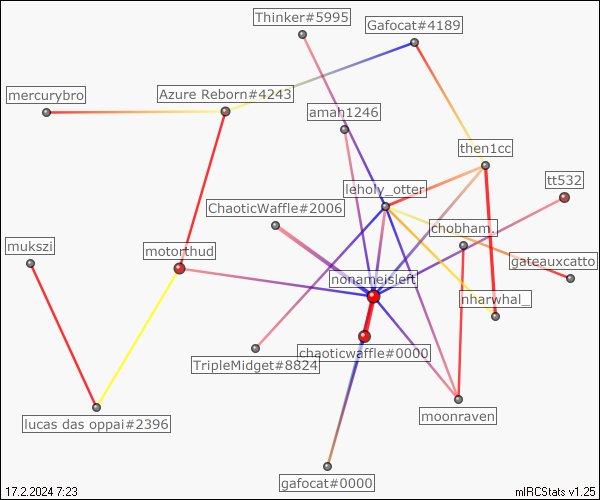 Thinker#5995
Gafocat#4189
mercurybro
Azure Reborn#4243
amah1246
then1cc
tt532
leholy_otter
ChaoticWaffle#2006
chobham.
mukszi
motorthud
gateauxcatto
nonameisleft
nharwhal_
chaoticwaffle#0000
TripleMidget#8824
moonraven
lucas das oppai#2396
gafocat#0000
17.2.2024 7:23
mIRCStats v1.25